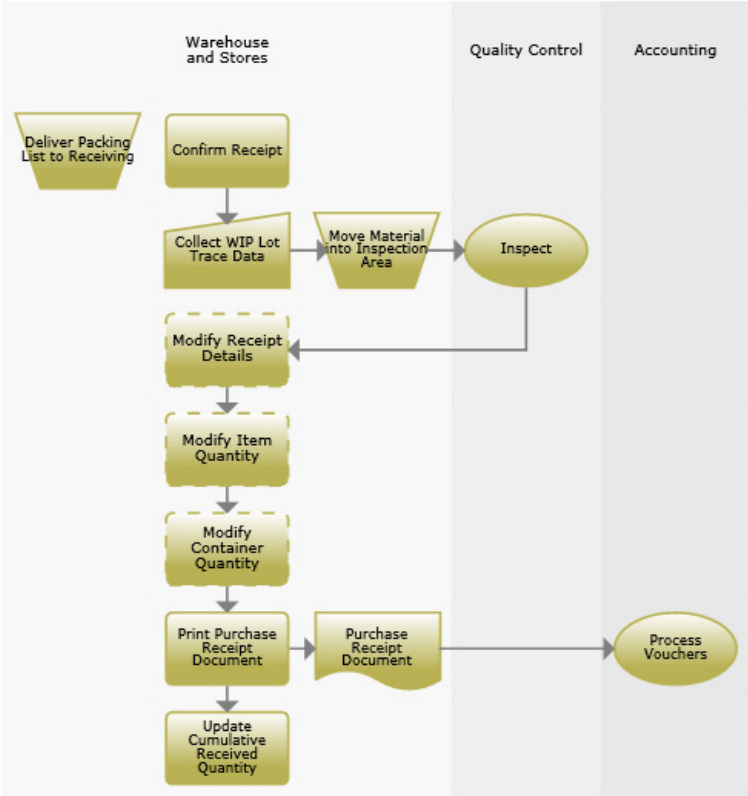 Warehouse
and Stores
Quality Control
Accounting
Deliver Packing
List to Receiving
Confirm Receipt
Collect WIP Lot
Trace Data
Move Material
into Inspection
Area
Inspect
Modify Receipt
Details
Modify Item
Quantity
Modify
Container
Quantity
Print Purchase
Receipt
Document
Purchase
Receipt
Document
Process
Vouchers
Update
Cumulative
Received
Quantity